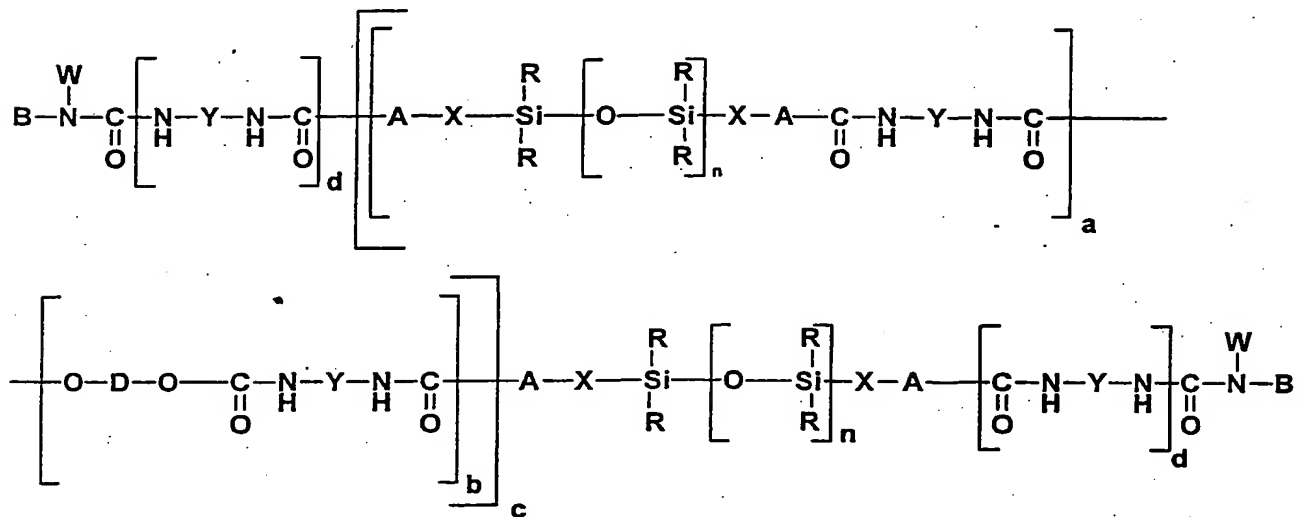 W R R
B N C N Y N C A X Si O Si X A C N Y N C
O H H O R R n O H H O
d
a
R R W
O D O C N Y N C A X Si O Si X A C N Y N C N B
O H H O R R n O H H O
b c d